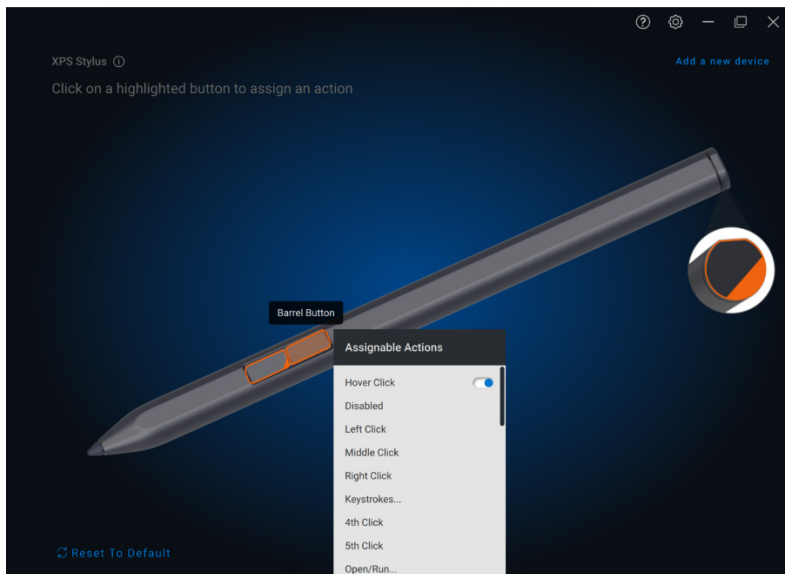 XPS Stylus
Add a new device
Click on a highlighted button to assign an action
Barrel Button
Assignable Actions
Hover Click
Disabled
Left Click
Middle Click
Right Click
Keystrokes...
4th Click
5th Click
Open/Run...
Reset To Default